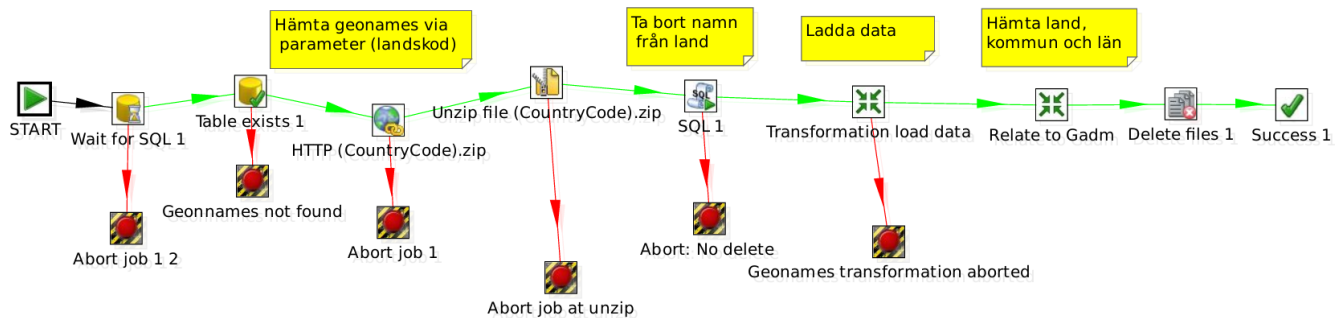 Hämta geonames via
parameter (landskod)
Ta bort namn
från land
Ladda data
Hämta land,
kommun och län
START
Wait for SQL 1
Table exists 1
HTTP (CountryCode).zip
Unzip file (CountryCode).zip
SQL
SQL 1
Transformation load data
Relate to Gadm
Delete files 1
Success 1
Abort job 1 2
Geonnames not found
Abort job 1
Abort job at unzip
Abort: No delete
Geonames transformation aborted